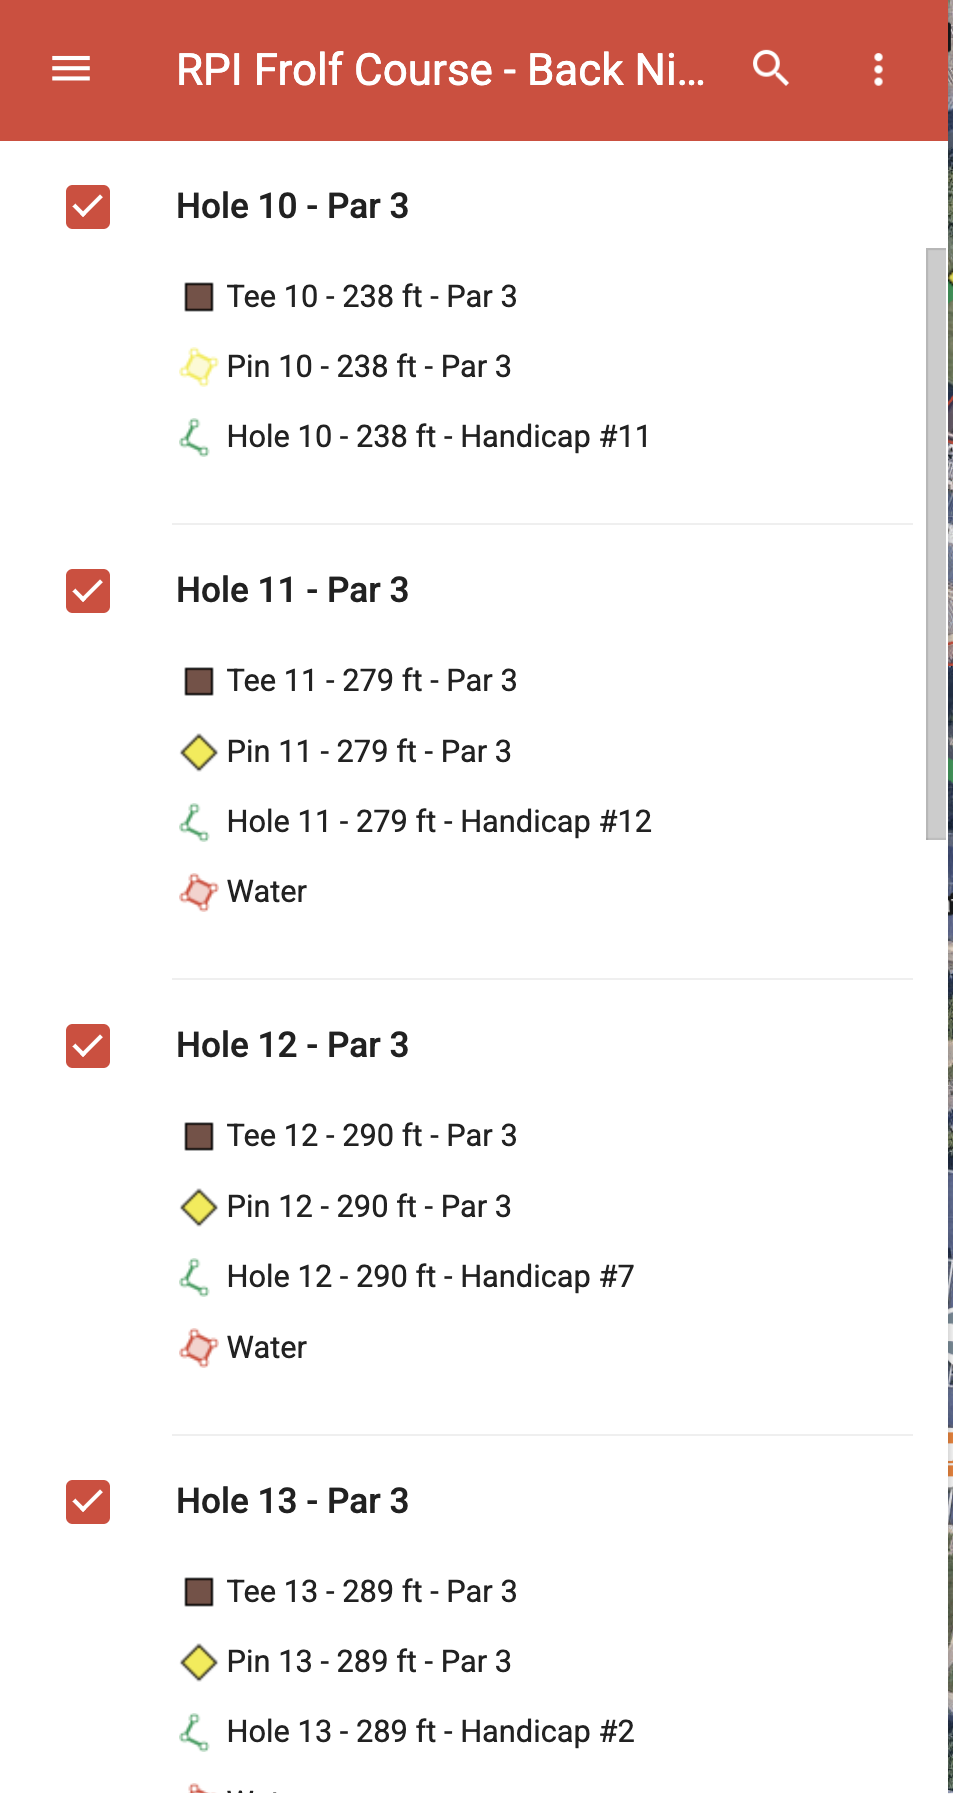 RPI Frolf Course - Back Ni...
Hole 10 - Par 3
Tee 10 - 238 ft - Par 3
Pin 10 - 238 ft - Par 3
Hole 10 - 238 ft - Handicap #11
Hole 11 - Par 3
Tee 11 - 279 ft - Par 3
Pin 11 - 279 ft - Par 3
Hole 11 - 279 ft - Handicap #12
Water
Hole 12 - Par 3
Tee 12 - 290 ft - Par 3
Pin 12 - 290 ft - Par 3
Hole 12 - 290 ft - Handicap #7
Water
Hole 13 - Par 3
Tee 13 - 289 ft - Par 3
Pin 13 - 289 ft - Par 3
Hole 13 - 289 ft - Handicap #2